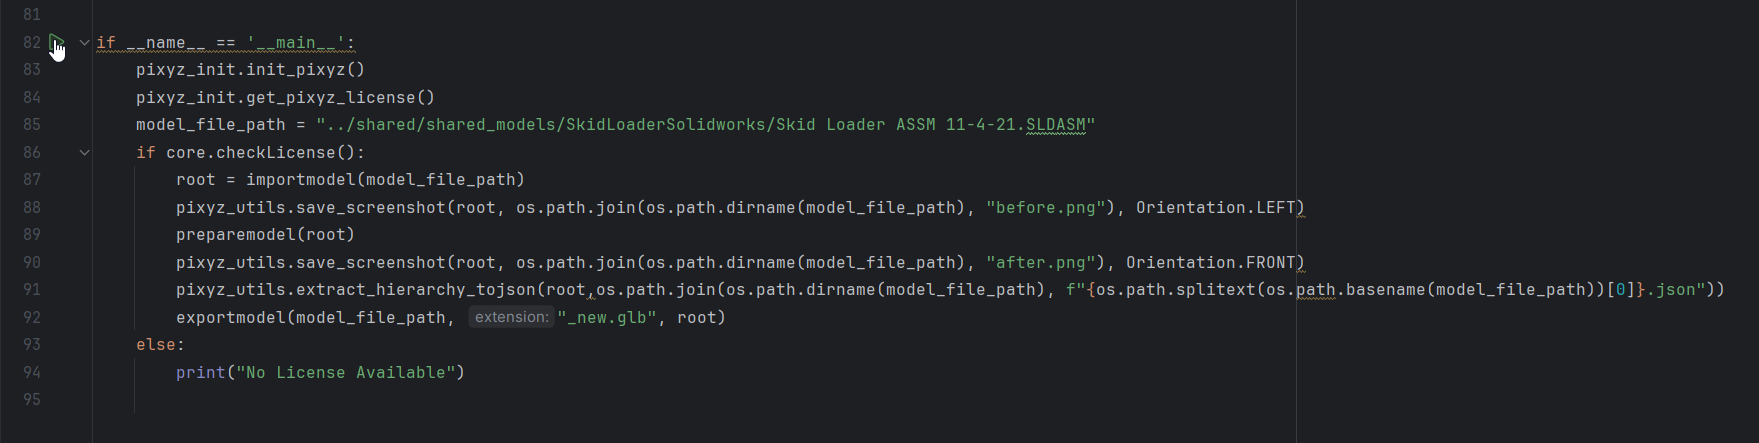 81
82 if __name__ == '__main__':
83 pixyz_init.init_pixyz()
84 pixyz_init.get_pixyz_license()
85 model_file_path = "../shared/shared_models/SkidLoaderSolidworks/Skid Loader ASSM 11-4-21.SLDASM"
86 if core.checkLicense():
87 root = importmodel(model_file_path)
88 pixyz_utils.save_screenshot(root, os.path.join(os.path.dirname(model_file_path), "before.png"), Orientation.LEFT)
89 preparemodel(root)
90 pixyz_utils.save_screenshot(root, os.path.join(os.path.dirname(model_file_path), "after.png"), Orientation.FRONT)
91 pixyz_utils.extract_hierarchy_tojson(root,os.path.join(os.path.dirname(model_file_path), f"{os.path.splitext(os.path.basename(model_file_path))[0]}.json"))
92 exportmodel(model_file_path, extension: "_new.glb", root)
93 else:
94 print("No License Available")
95